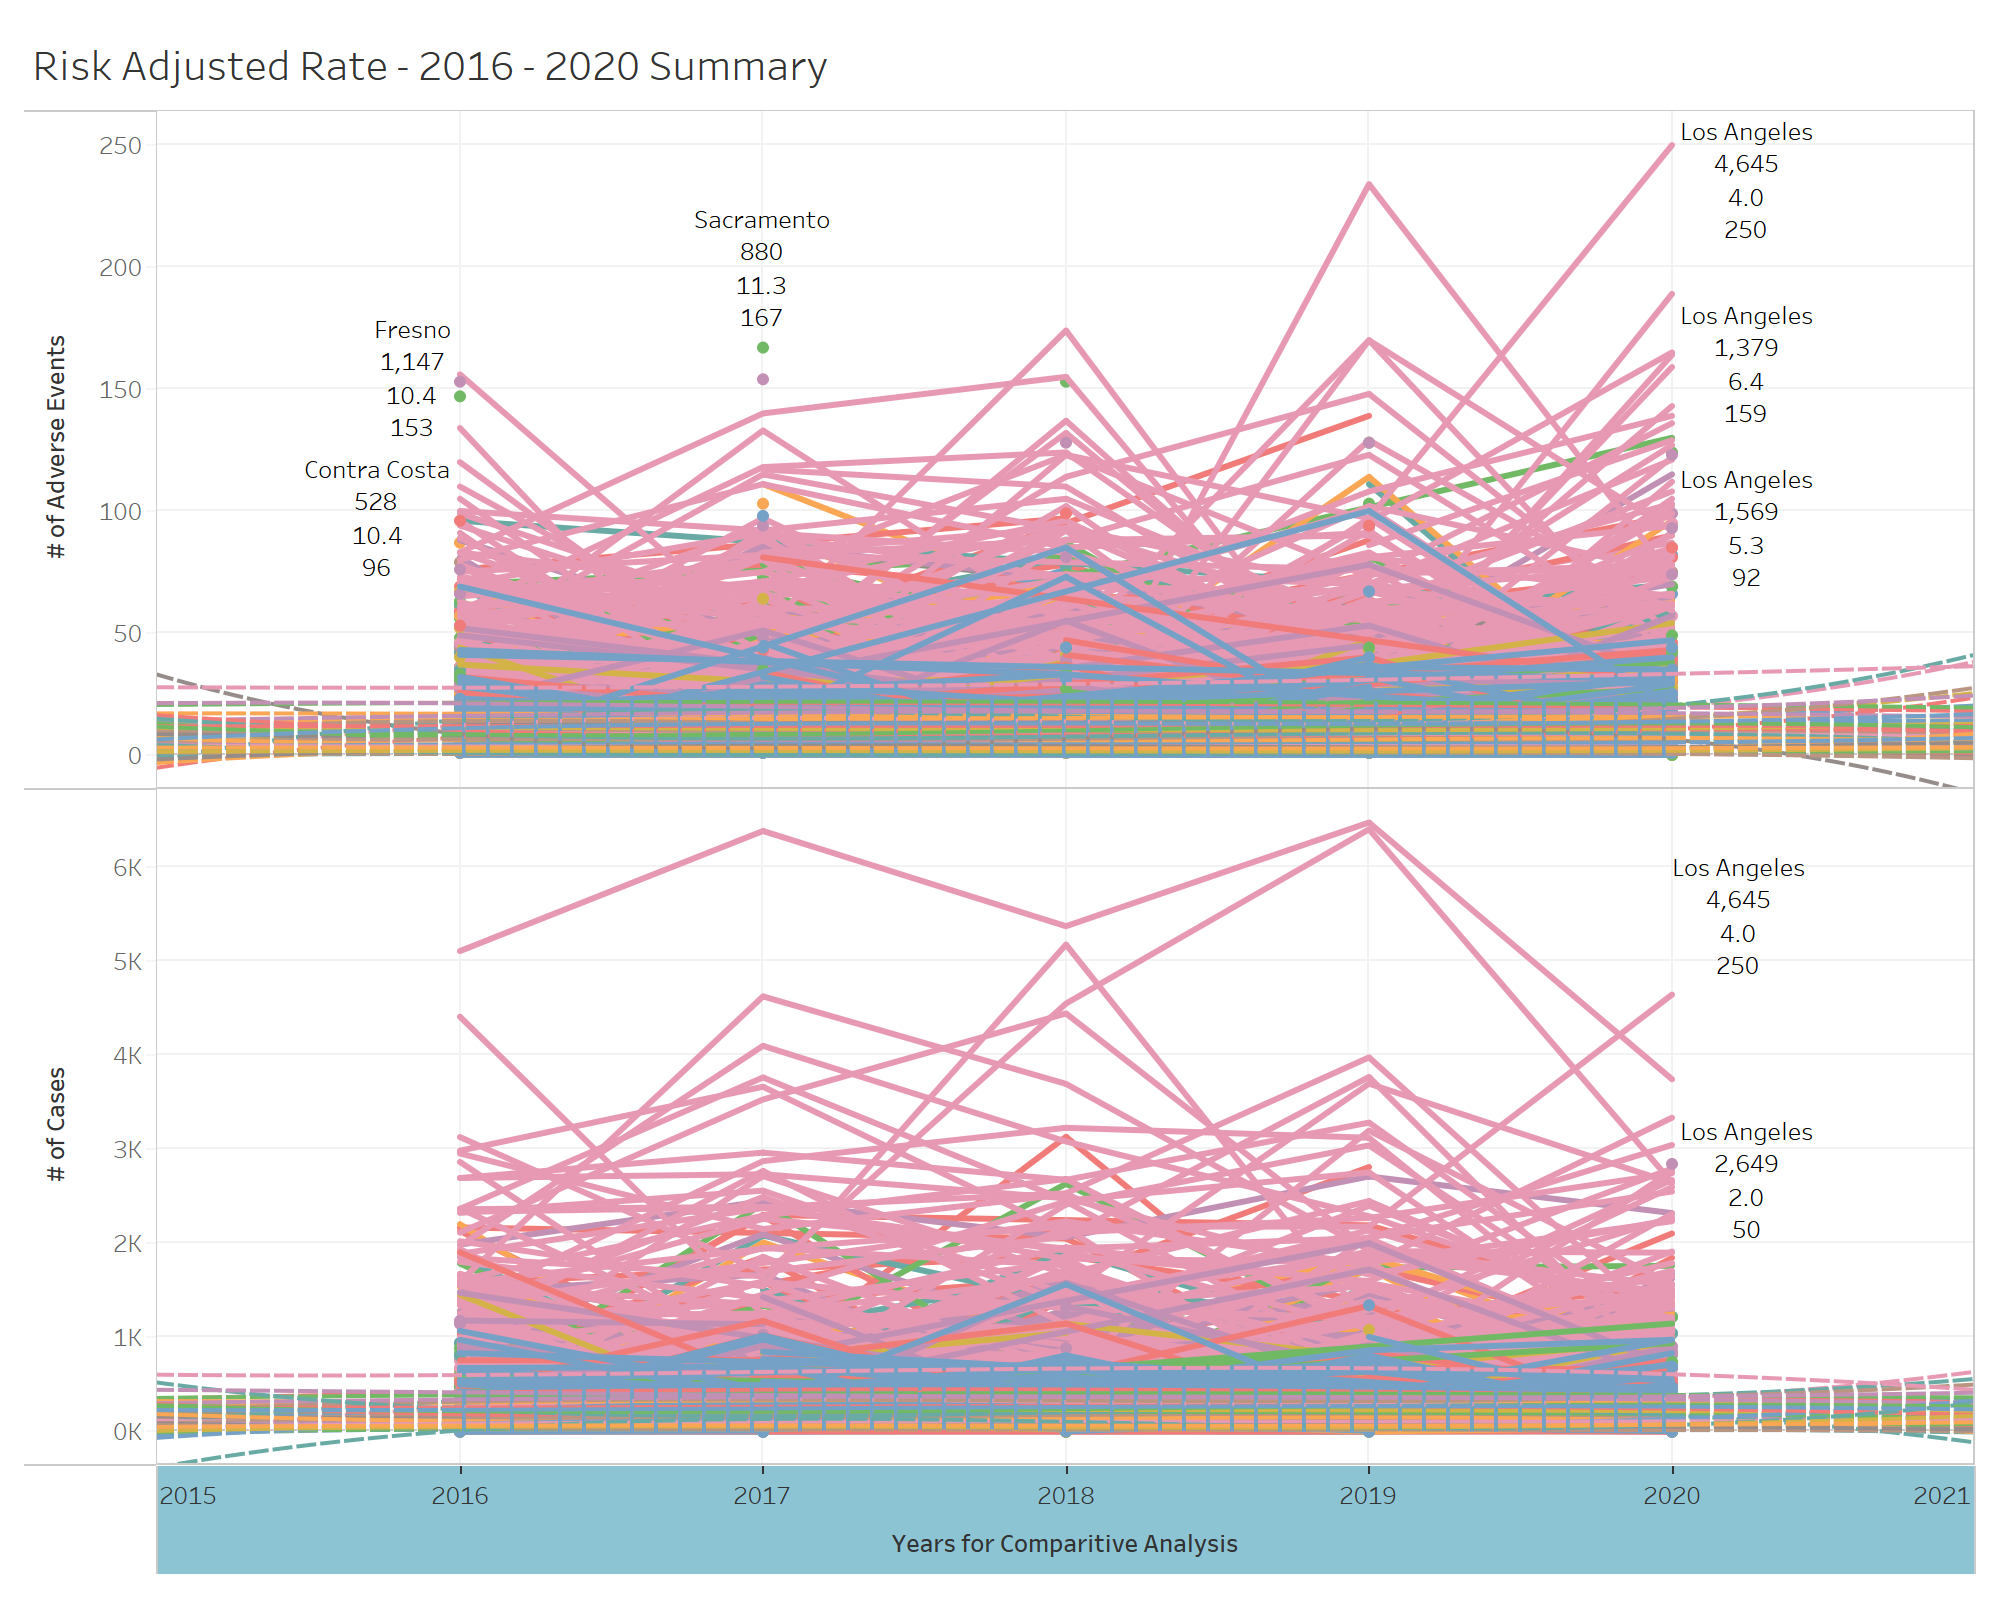 Risk Adjusted Rate - 2016 - 2020 Summary
# of Adverse Events
250
200
150
100
50
0
Fresno
1,147
10.4
153
Contra Costa
528
10.4
96
Sacramento
880
11.3
167
Los Angeles
4,645
4.0
250
Los Angeles
1,379
6.4
159
Los Angeles
1,569
5.3
92
# of Cases
6K
5K
4K
3K
2K
1K
0K
Los Angeles
4,645
4.0
250
Los Angeles
2,649
2.0
50
2015
2016
2017
2018
2019
2020
2021
Years for Comparitive Analysis